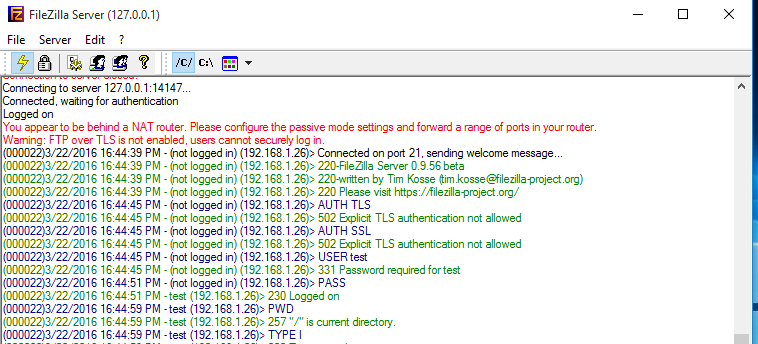 FileZilla Server (127.0.0.1)
File Server Edit ?
/C/ C:\
Connecting to server 127.0.0.1:14147...
Connected, waiting for authentication
Logged on
You appear to be behind a NAT router. Please configure the passive mode settings and forward a range of ports in your router.
Warning: FTP over TLS is not enabled, users cannot securely log in.
(000022)3/22/2016 16:44:39 PM - (not logged in) (192.168.1.26)> Connected on port 21, sending welcome message...
(000022)3/22/2016 16:44:39 PM - (not logged in) (192.168.1.26)> 220-FileZilla Server 0.9.56 beta
(000022)3/22/2016 16:44:39 PM - (not logged in) (192.168.1.26)> 220-written by Tim Kosse (tim.kosse@filezilla-project.org)
(000022)3/22/2016 16:44:39 PM - (not logged in) (192.168.1.26)> 220 Please visit https://filezilla-project.org/
(000022)3/22/2016 16:44:45 PM - (not logged in) (192.168.1.26)> AUTH TLS
(000022)3/22/2016 16:44:45 PM - (not logged in) (192.168.1.26)> 502 Explicit TLS authentication not allowed
(000022)3/22/2016 16:44:45 PM - (not logged in) (192.168.1.26)> AUTH SSL
(000022)3/22/2016 16:44:45 PM - (not logged in) (192.168.1.26)> 502 Explicit TLS authentication not allowed
(000022)3/22/2016 16:44:45 PM - (not logged in) (192.168.1.26)> USER test
(000022)3/22/2016 16:44:45 PM - (not logged in) (192.168.1.26)> 331 Password required for test
(000022)3/22/2016 16:44:51 PM - (not logged in) (192.168.1.26)> PASS
(000022)3/22/2016 16:44:51 PM - test (192.168.1.26)> 230 Logged on
(000022)3/22/2016 16:44:59 PM - test (192.168.1.26)> PWD
(000022)3/22/2016 16:44:59 PM - test (192.168.1.26)> 257 "/" is current directory.
(000022)3/22/2016 16:44:59 PM - test (192.168.1.26)> TYPE I